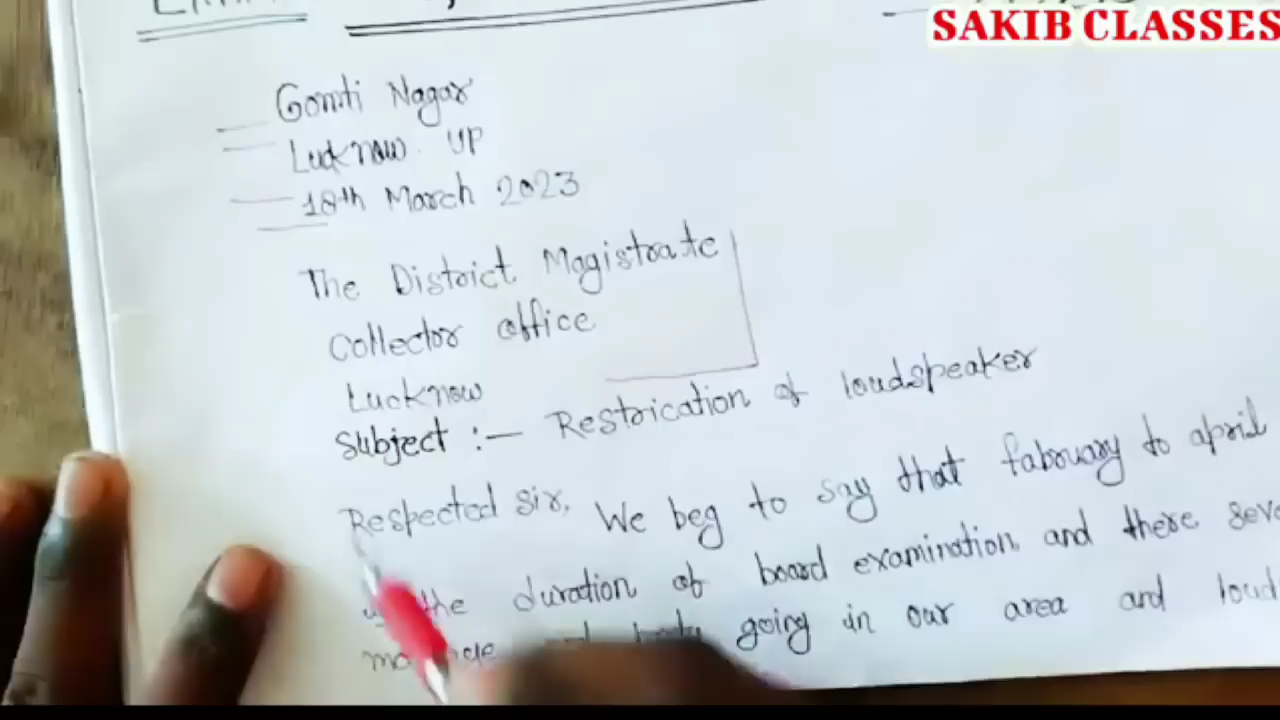 SAKIB CLASSES
Gomti Nagar
Lucknow. UP
18th March 2023
The District Magistrate
Collector office
Lucknow
Subject :- Restrication of loudspeaker
Respected sir, We beg to say that fabruary to april
the duration of board examination and there seve
going in our area and loud